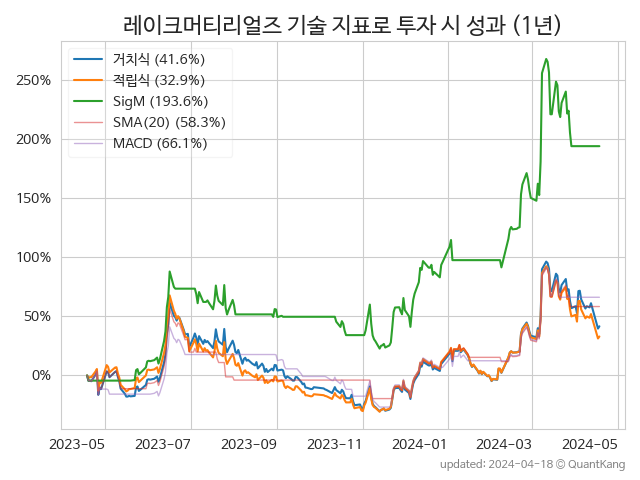 레이크머티리얼즈 기술 지표로 투자 시 성과 (1년)
거치식 (41.6%)
적립식 (32.9%)
SigM (193.6%)
SMA(20) (58.3%)
MACD (66.1%)
250%
200%
150%
100%
50%
0%
2023-05 2023-07 2023-09 2023-11 2024-01 2024-03 2024-05
updated: 2024-04-18 © QuantKang